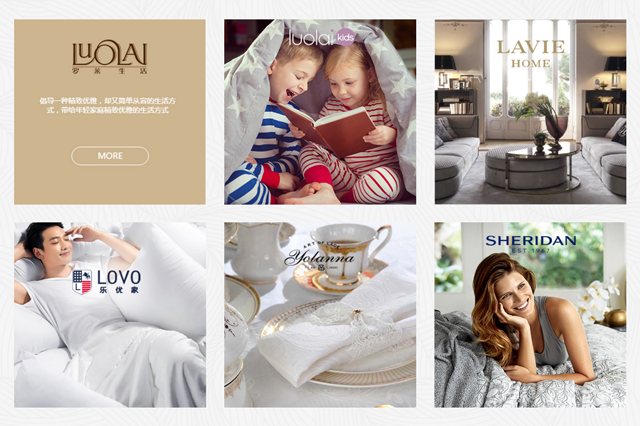 LUOLAI
罗莱生活
倡导一种精致优雅,却又简单从容的生活方
式,带给年轻家庭精致优雅的生活方式
MORE
luolai kids
LAVIE
HOME
LOVO
乐优家
Yolanna
SHERIDAN
EST. 1967